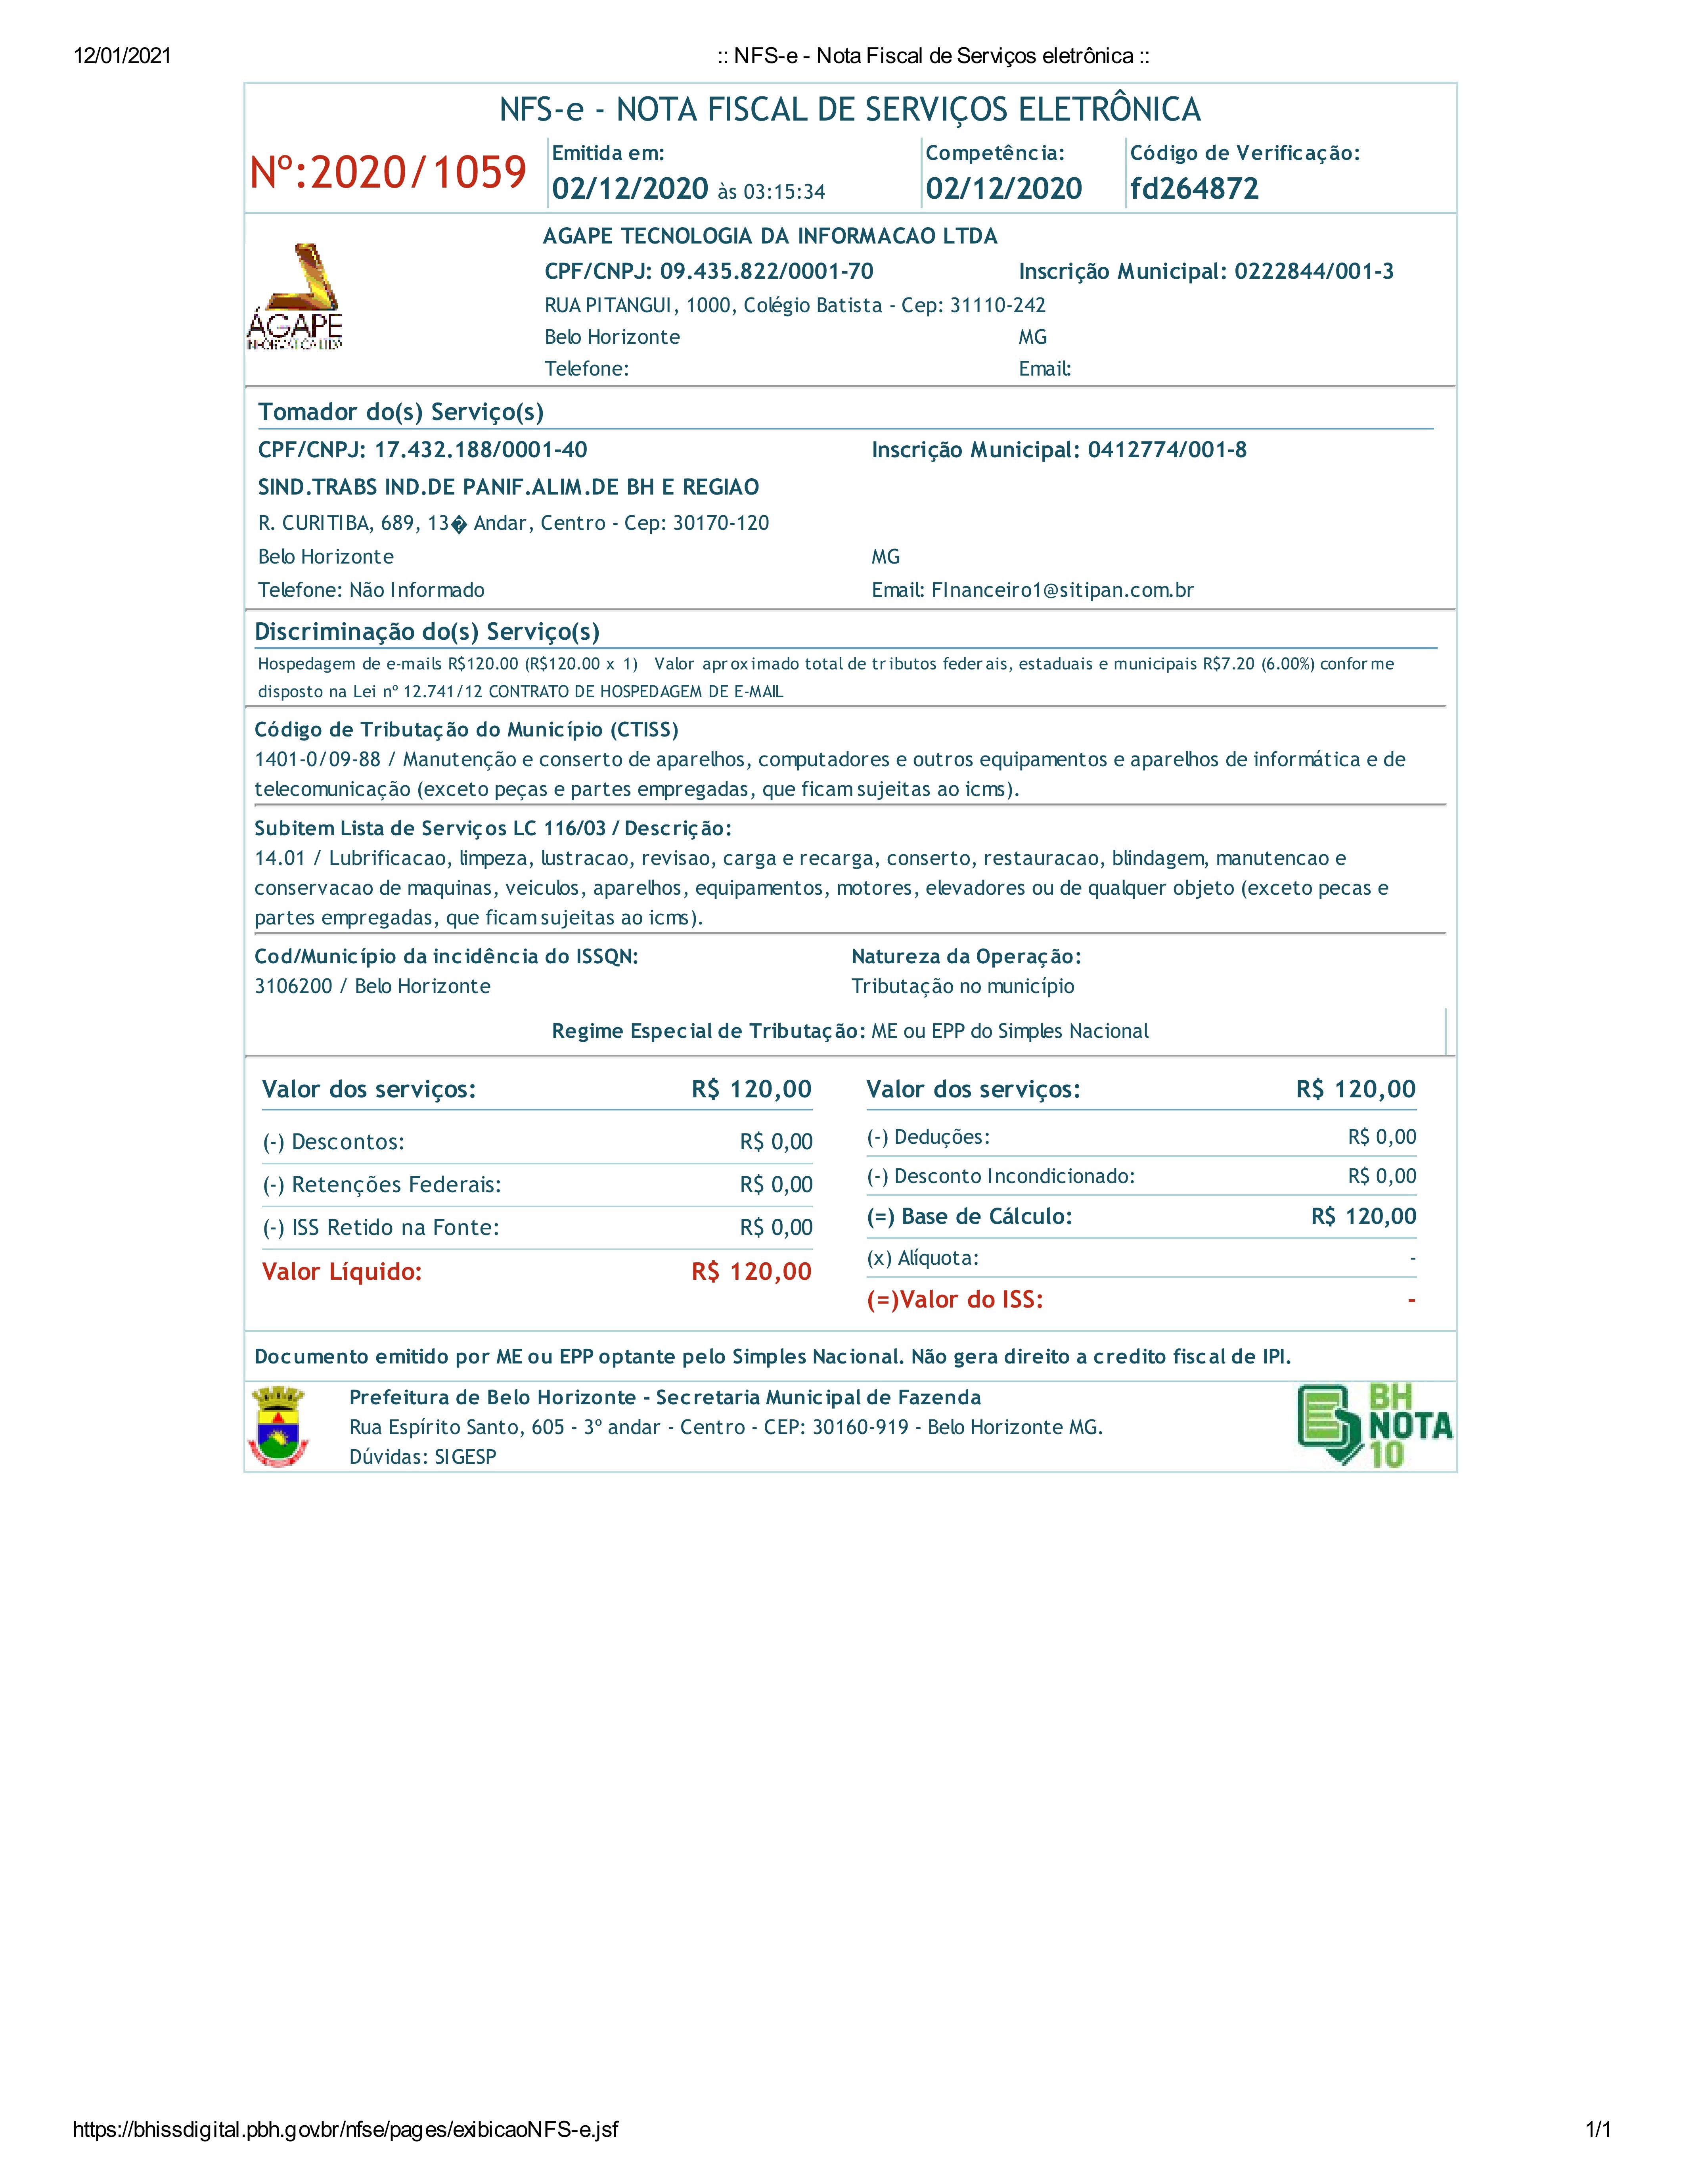 12/01/2021
:: NFS-e - Nota Fiscal de Serviços eletrônica ::
NFS-e - NOTA FISCAL DE SERVIÇOS ELETRÔNICA
Nº:2020/1059
Emitida em:
02/12/2020 às 03:15:34
Competência:
02/12/2020
Código de Verificação:
fd264872
ÁGAPE
AGAPE TECNOLOGIA DA INFORMACAO LTDA
CPF/CNPJ: 09.435.822/0001-70
Inscrição Municipal: 0222844/001-3
RUA PITANGUI, 1000, Colégio Batista - Cep: 31110-242
Belo Horizonte
MG
Telefone:
Email:
Tomador do(s) Serviço(s)
CPF/CNPJ: 17.432.188/0001-40
Inscrição Municipal: 0412774/001-8
SIND.TRABS IND.DE PANIF.ALIM.DE BH E REGIAO
R. CURITIBA, 689, 13� Andar, Centro - Cep: 30170-120
Belo Horizonte
MG
Telefone: Não Informado
Email: FInanceiro1@sitipan.com.br
Discriminação do(s) Serviço(s)
Hospedagem de e-mails R$120.00 (R$120.00 x 1) Valor aproximado total de tributos federais, estaduais e municipais R$7.20 (6.00%) conforme
disposto na Lei nº 12.741/12 CONTRATO DE HOSPEDAGEM DE E-MAIL
Código de Tributação do Município (CTISS)
1401-0/09-88 / Manutenção e conserto de aparelhos, computadores e outros equipamentos e aparelhos de informática e de
telecomunicação (exceto peças e partes empregadas, que ficam sujeitas ao icms).
Subitem Lista de Serviços LC 116/03 / Descrição:
14.01 / Lubrificacao, limpeza, lustracao, revisao, carga e recarga, conserto, restauracao, blindagem, manutencao e
conservacao de maquinas, veiculos, aparelhos, equipamentos, motores, elevadores ou de qualquer objeto (exceto pecas e
partes empregadas, que ficam sujeitas ao icms).
Cod/Município da incidência do ISSQN:
3106200 / Belo Horizonte
Natureza da Operação:
Tributação no município
Regime Especial de Tributação: ME ou EPP do Simples Nacional
Valor dos serviços: R$ 120,00
(-) Descontos: R$ 0,00
(-) Retenções Federais: R$ 0,00
(-) ISS Retido na Fonte: R$ 0,00
Valor Líquido: R$ 120,00
Valor dos serviços: R$ 120,00
(-) Deduções: R$ 0,00
(-) Desconto Incondicionado: R$ 0,00
(=) Base de Cálculo: R$ 120,00
(x) Alíquota: -
(=)Valor do ISS: -
Documento emitido por ME ou EPP optante pelo Simples Nacional. Não gera direito a credito fiscal de IPI.
Prefeitura de Belo Horizonte - Secretaria Municipal de Fazenda
Rua Espírito Santo, 605 - 3º andar - Centro - CEP: 30160-919 - Belo Horizonte MG.
Dúvidas: SIGESP
BH
NOTA
10
https://bhissdigital.pbh.gov.br/nfse/pages/exibicaoNFS-e.jsf
1/1